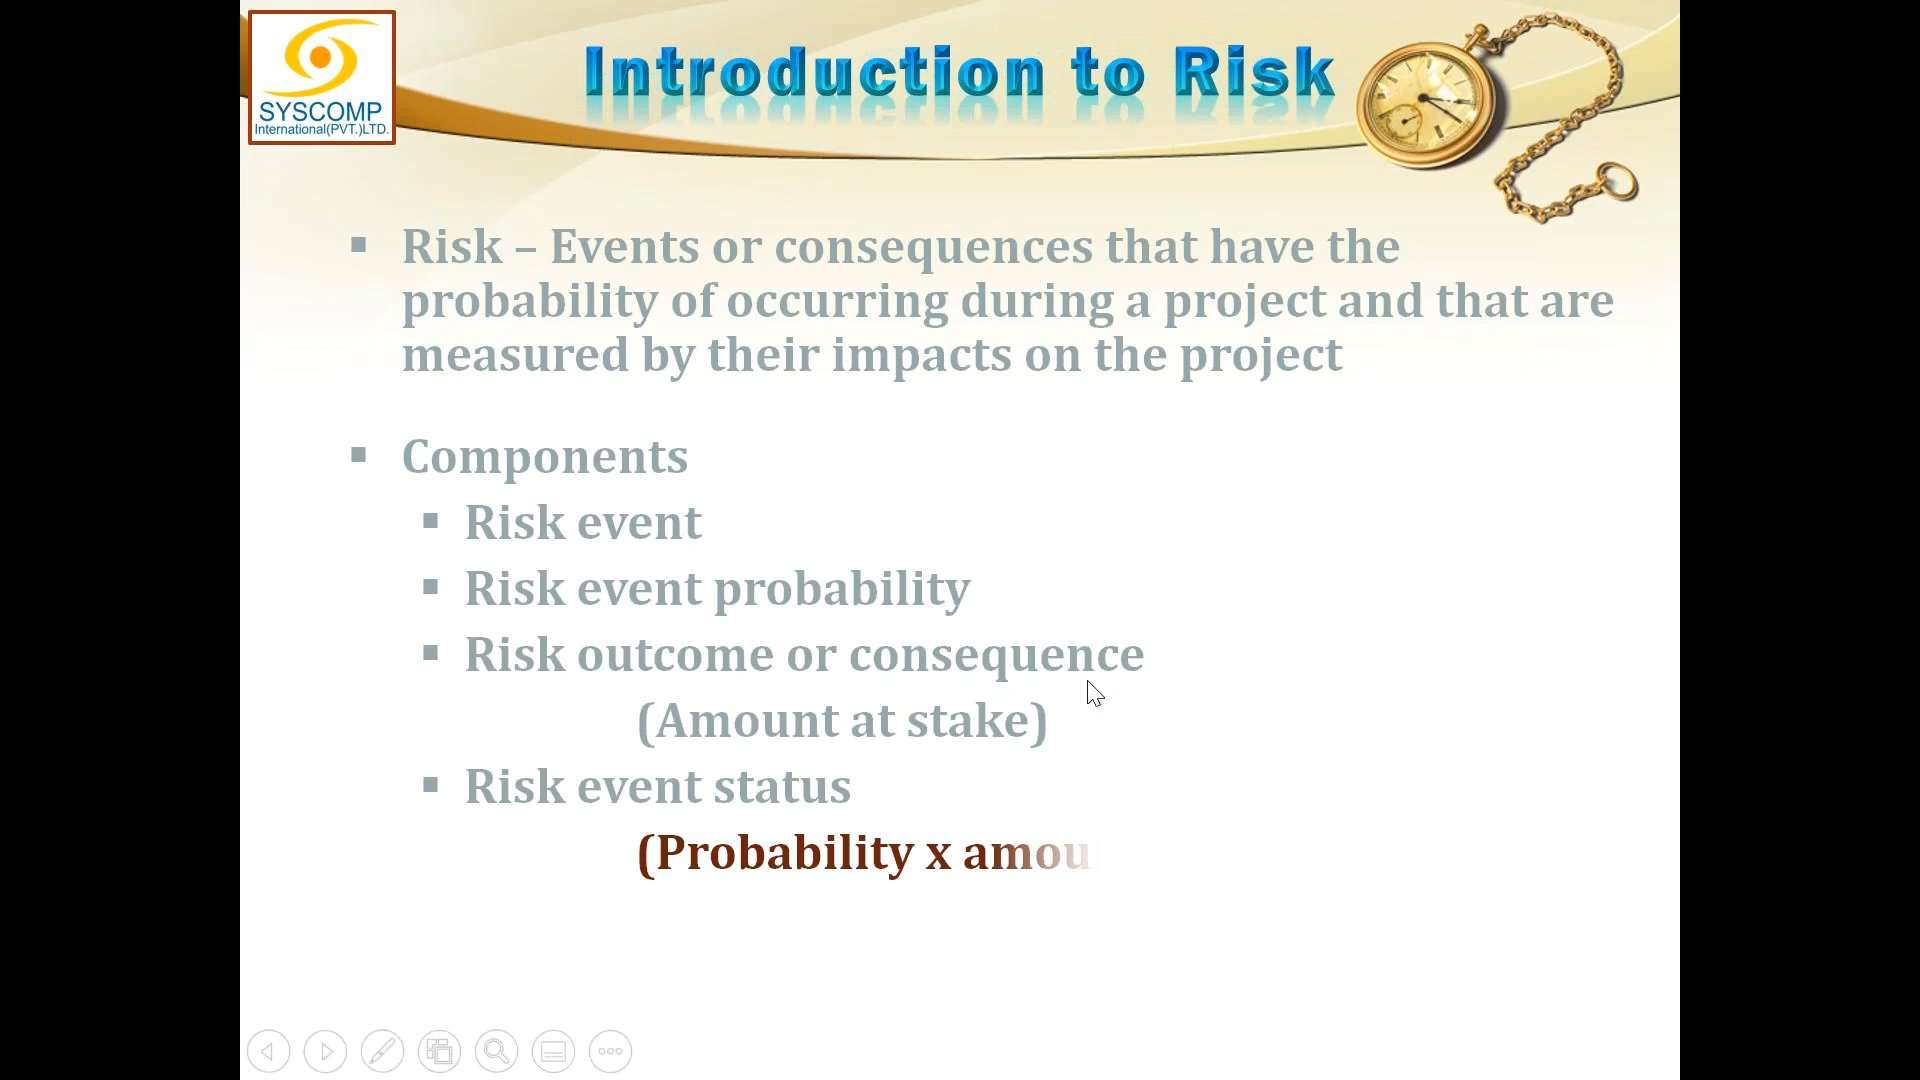 SYSCOMP
International(PVT.)LTD.
Introduction to Risk
▪ Risk – Events or consequences that have the
probability of occurring during a project and that are
measured by their impacts on the project
▪ Components
▪ Risk event
▪ Risk event probability
▪ Risk outcome or consequence
(Amount at stake)
▪ Risk event status
(Probability x amou